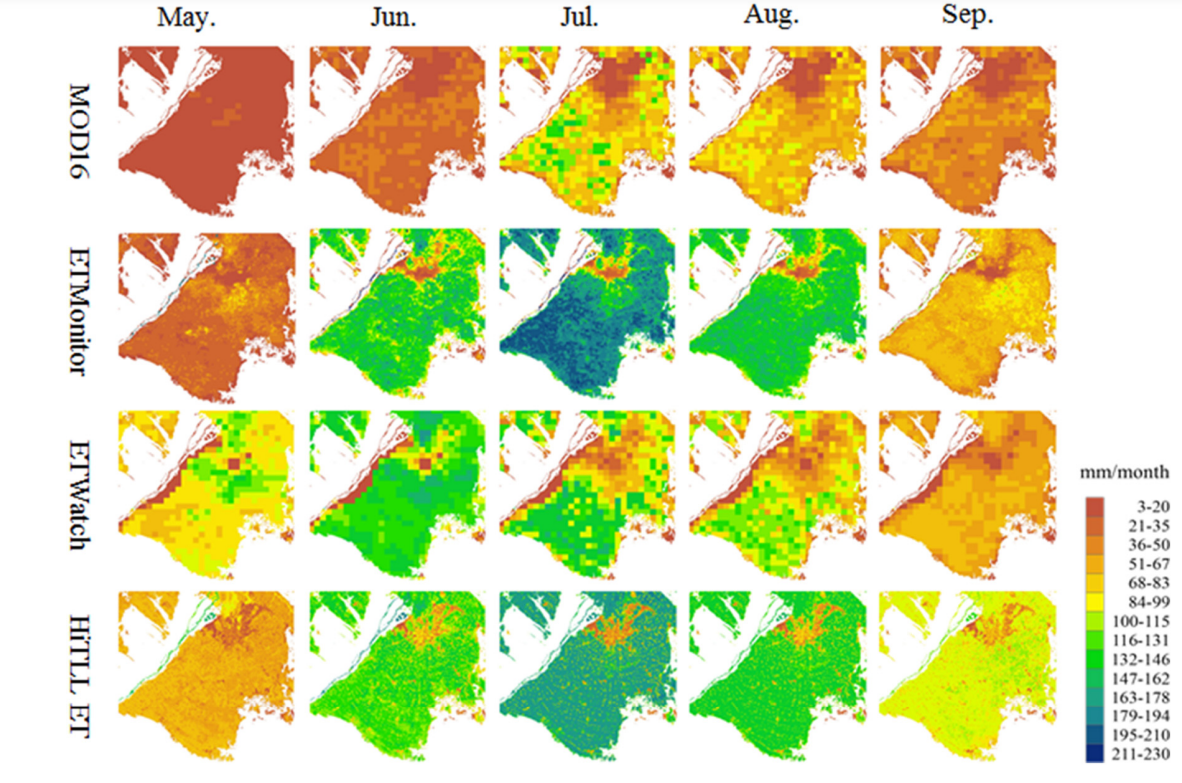 May.
Jun.
Jul.
Aug.
Sep.
MOD16
ETMonitor
ETWatch
HiTLL ET
mm/month
3-20
21-35
36-50
51-67
68-83
84-99
100-115
116-131
132-146
147-162
163-178
179-194
195-210
211-230